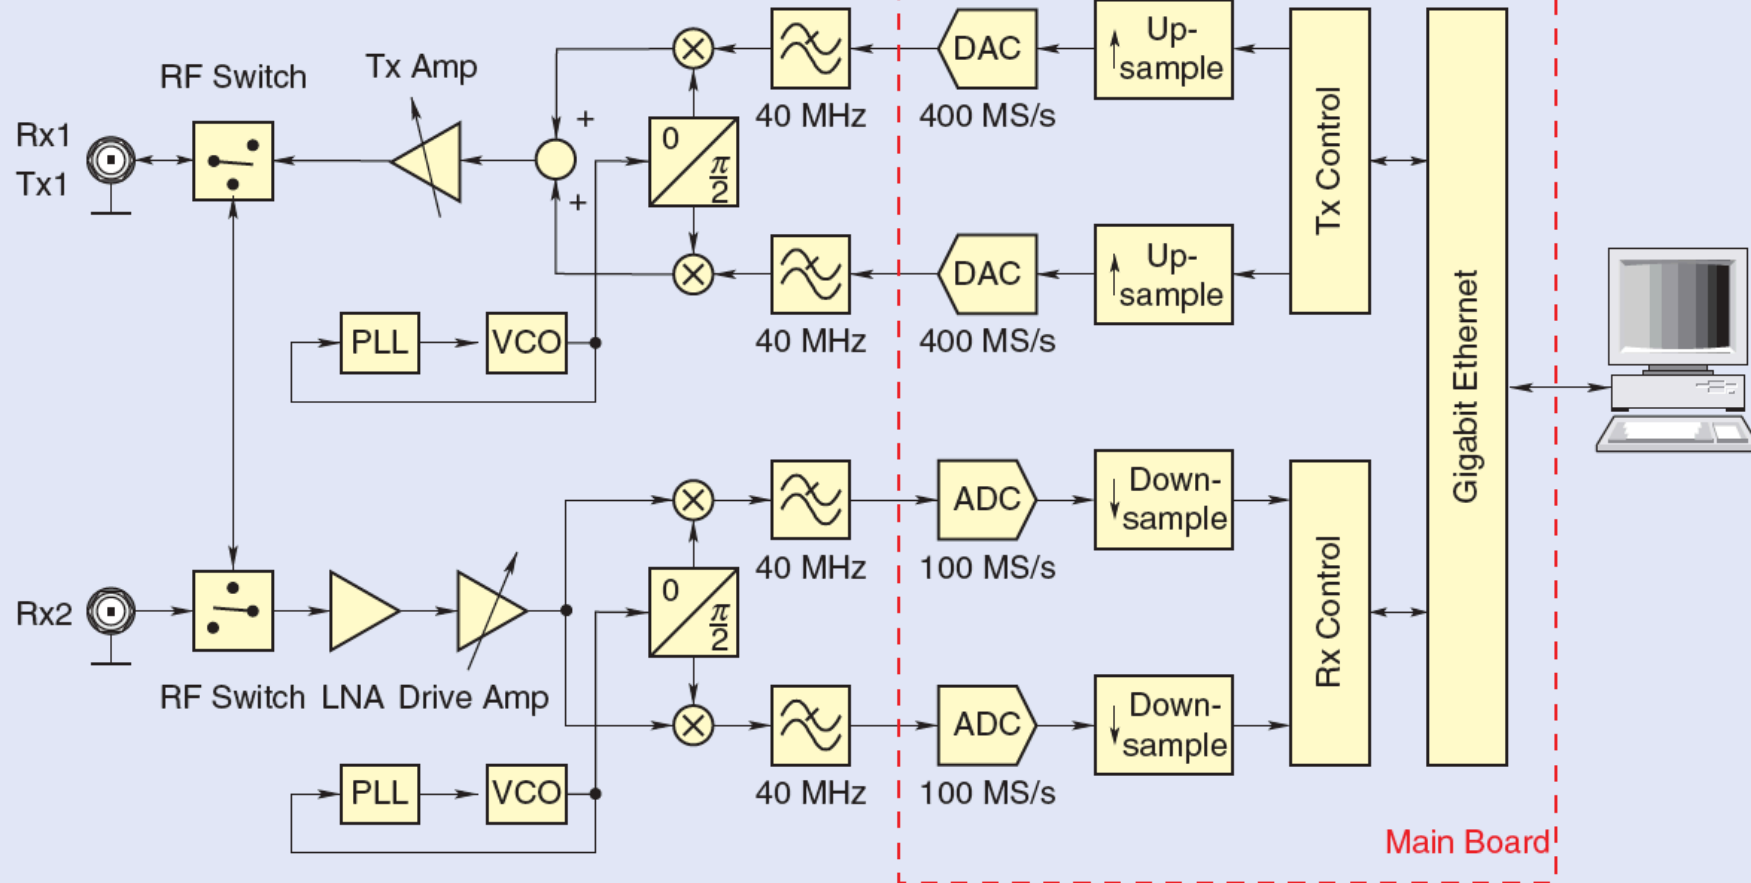 RF Switch
Tx Amp
Rx1
Tx1
+
+
0
π
2
40 MHz
DAC
400 MS/s
Up-
sample
Tx Control
40 MHz
DAC
400 MS/s
Up-
sample
PLL
VCO
Gigabit Ethernet
Rx2
RF Switch
LNA
Drive Amp
0
π
2
40 MHz
ADC
100 MS/s
Down-
sample
Rx Control
40 MHz
ADC
100 MS/s
Down-
sample
PLL
VCO
Main Board